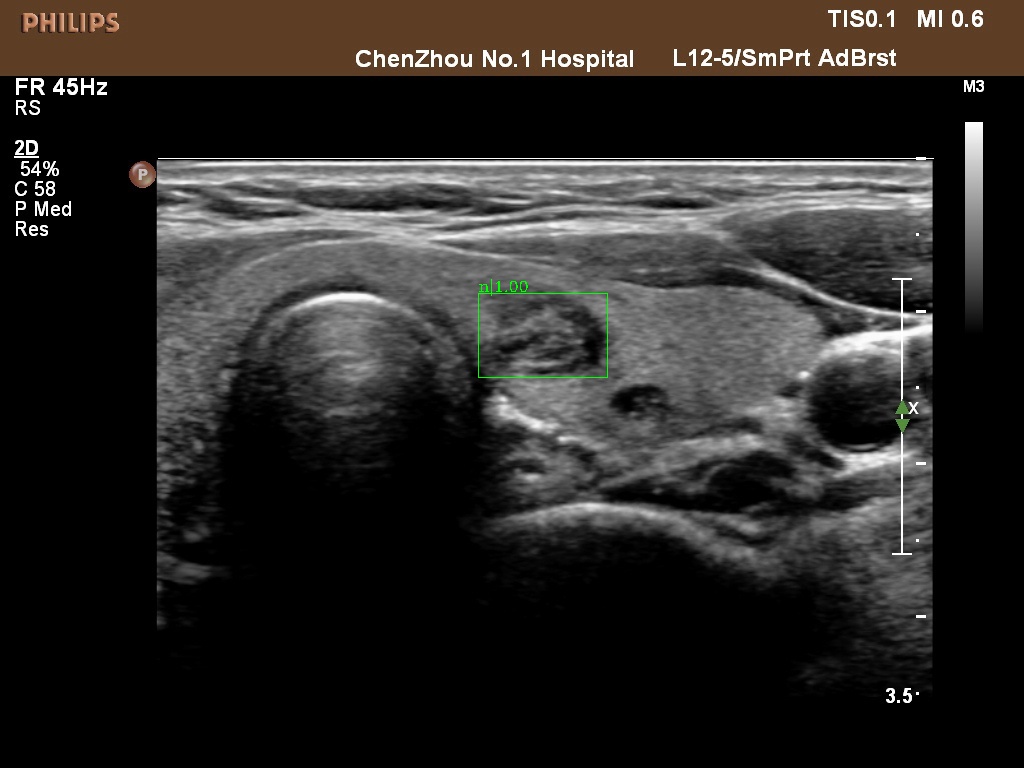 PHILIPS
TIS0.1 MI 0.6
ChenZhou No.1 Hospital L12-5/SmPrt AdBrst
FR 45Hz
RS
M3
2D
54%
C 58
P Med
Res
P
n|1.00
X
3.5